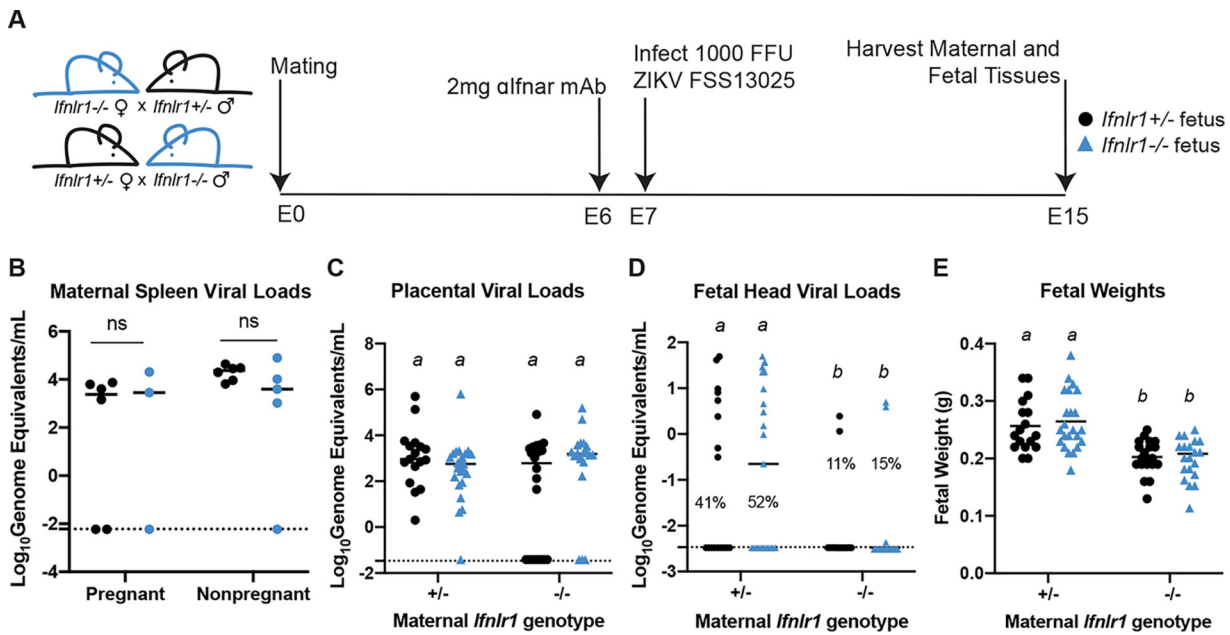 A
Mating
Ifnlr1-/- ♀ x Ifnlr1+/- ♂
Ifnlr1+/- ♀ x Ifnlr1-/- ♂
2mg αIfnar mAb
Infect 1000 FFU
ZIKV FSS13025
Harvest Maternal and
Fetal Tissues
Ifnlr1+/- fetus
Ifnlr1-/- fetus
E0
E6
E7
E15
B
Maternal Spleen Viral Loads
Log10Genome Equivalents/mL
6
4
2
0
-2
-4
ns
ns
Pregnant
Nonpregnant
C
Placental Viral Loads
Log10Genome Equivalents/mL
8
6
4
2
0
-2
a
a
a
a
+/-
-/-
Maternal Ifnlr1 genotype
D
Fetal Head Viral Loads
Log10Genome Equivalents/mL
2
1
0
-1
-2
-3
a
a
b
b
41%
52%
11%
15%
+/-
-/-
Maternal Ifnlr1 genotype
E
Fetal Weights
Fetal Weight (g)
0.4
0.3
0.2
0.1
0.0
a
a
b
b
+/-
-/-
Maternal Ifnlr1 genotype